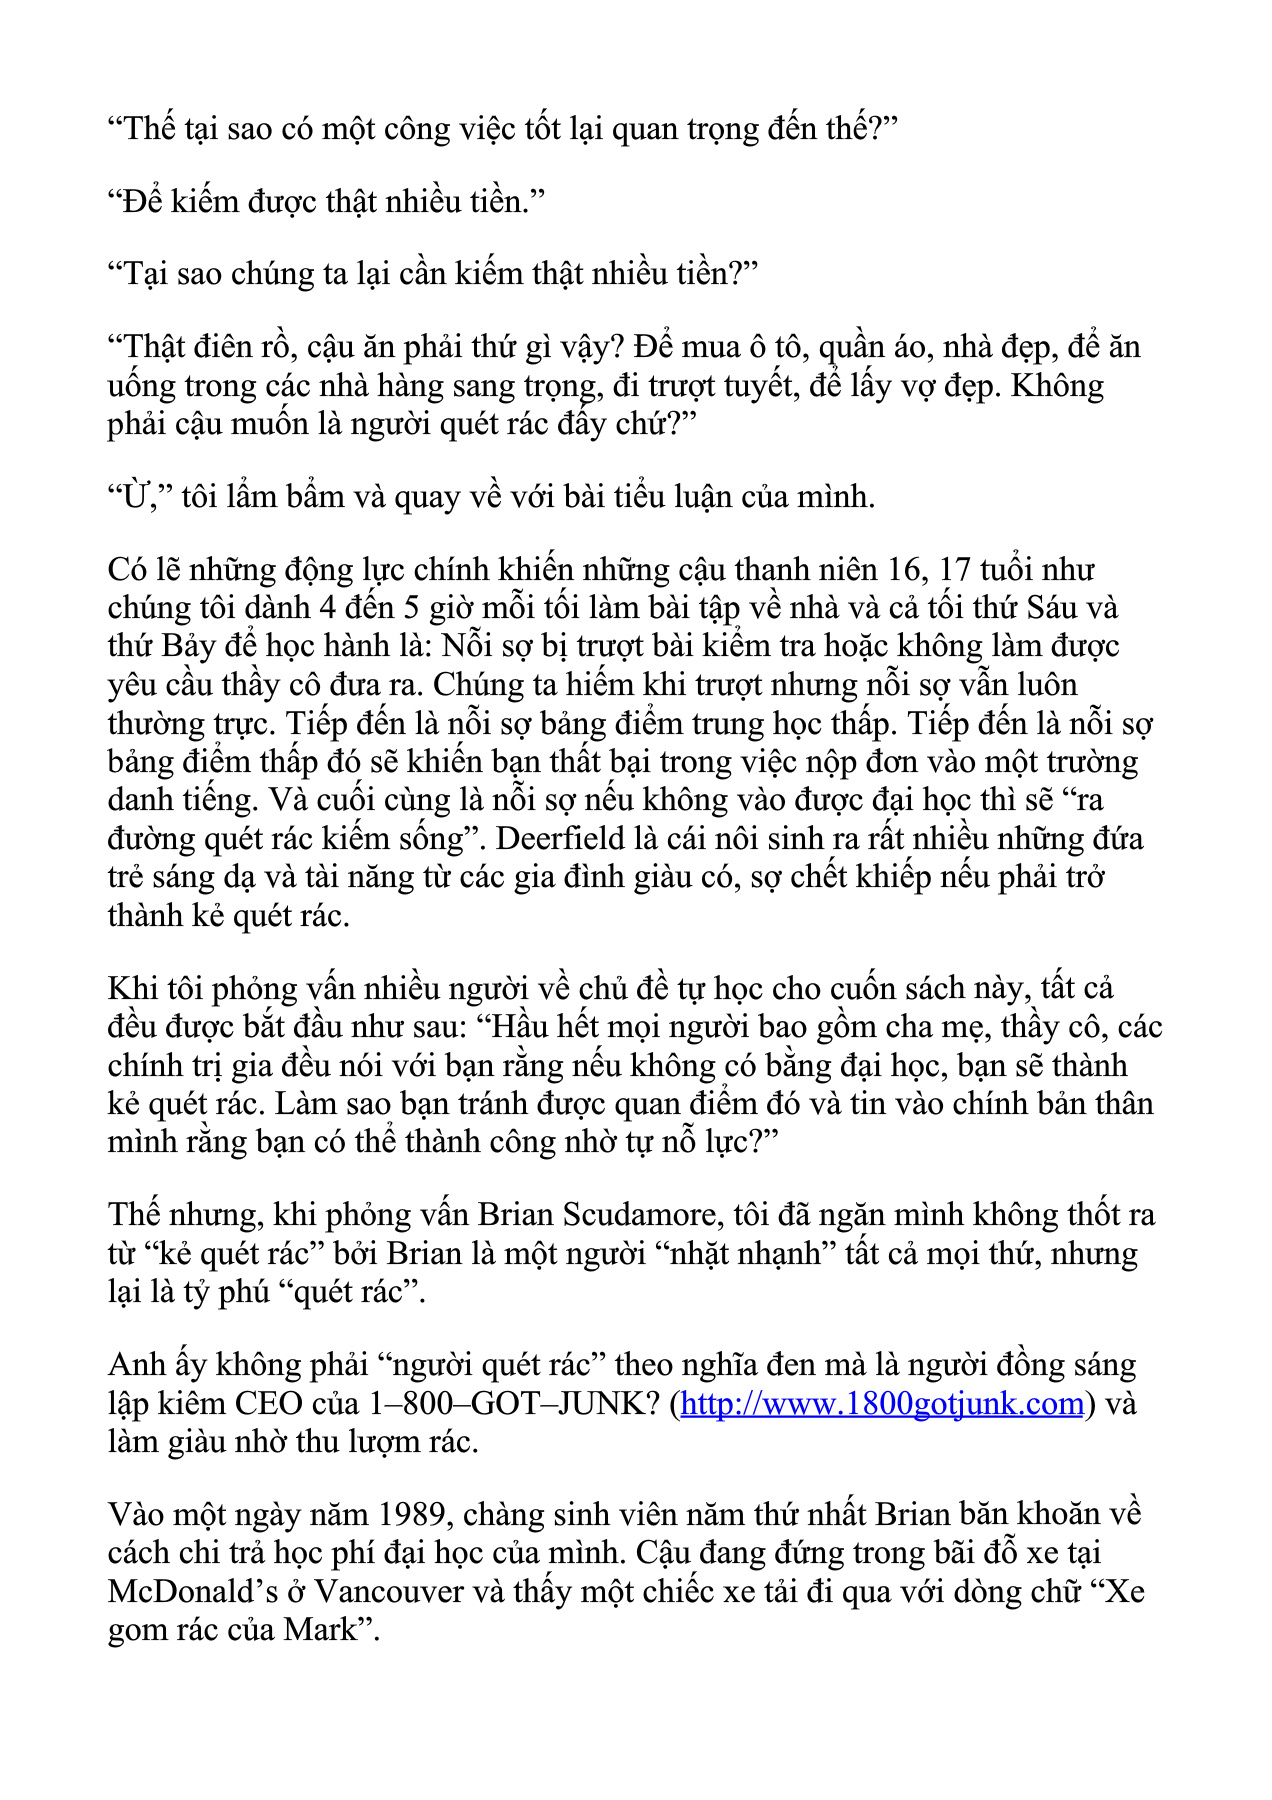 “Thế tại sao có một công việc tốt lại quan trọng đến thế?”
“Để kiếm được thật nhiều tiền.”
“Tại sao chúng ta lại cần kiếm thật nhiều tiền?”
“Thật điên rồ, cậu ăn phải thứ gì vậy? Để mua ô tô, quần áo, nhà đẹp, để ăn
uống trong các nhà hàng sang trọng, đi trượt tuyết, để lấy vợ đẹp. Không
phải cậu muốn là người quét rác đấy chứ?”
“Ừ,” tôi lẩm bẩm và quay về với bài tiểu luận của mình.
Có lẽ những động lực chính khiến những cậu thanh niên 16, 17 tuổi như
chúng tôi dành 4 đến 5 giờ mỗi tối làm bài tập về nhà và cả tối thứ Sáu và
thứ Bảy để học hành là: Nỗi sợ bị trượt bài kiểm tra hoặc không làm được
yêu cầu thầy cô đưa ra. Chúng ta hiếm khi trượt nhưng nỗi sợ vẫn luôn
thường trực. Tiếp đến là nỗi sợ bảng điểm trung học thấp. Tiếp đến là nỗi sợ
bảng điểm thấp đó sẽ khiến bạn thất bại trong việc nộp đơn vào một trường
danh tiếng. Và cuối cùng là nỗi sợ nếu không vào được đại học thì sẽ “ra
đường quét rác kiếm sống”. Deerfield là cái nôi sinh ra rất nhiều những đứa
trẻ sáng dạ và tài năng từ các gia đình giàu có, sợ chết khiếp nếu phải trở
thành kẻ quét rác.
Khi tôi phỏng vấn nhiều người về chủ đề tự học cho cuốn sách này, tất cả
đều được bắt đầu như sau: “Hầu hết mọi người bao gồm cha mẹ, thầy cô, các
chính trị gia đều nói với bạn rằng nếu không có bằng đại học, bạn sẽ thành
kẻ quét rác. Làm sao bạn tránh được quan điểm đó và tin vào chính bản thân
mình rằng bạn có thể thành công nhờ tự nỗ lực?”
Thế nhưng, khi phỏng vấn Brian Scudamore, tôi đã ngăn mình không thốt ra
từ “kẻ quét rác” bởi Brian là một người “nhặt nhạnh” tất cả mọi thứ, nhưng
lại là tỷ phú “quét rác”.
Anh ấy không phải “người quét rác” theo nghĩa đen mà là người đồng sáng
lập kiêm CEO của 1–800–GOT–JUNK? (http://www.1800gotjunk.com) và
làm giàu nhờ thu lượm rác.
Vào một ngày năm 1989, chàng sinh viên năm thứ nhất Brian băn khoăn về
cách chi trả học phí đại học của mình. Cậu đang đứng trong bãi đỗ xe tại
McDonald’s ở Vancouver và thấy một chiếc xe tải đi qua với dòng chữ “Xe
gom rác của Mark”.